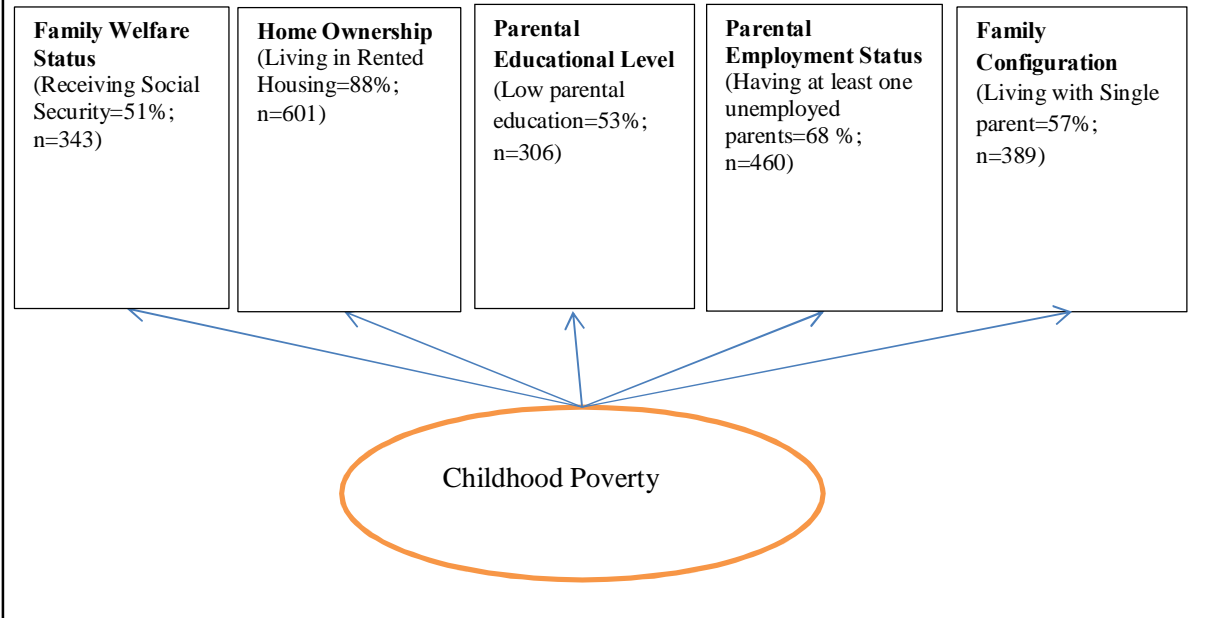 Family Welfare
Status
(Receiving Social
Security=51%;
n=343)
Home Ownership
(Living in Rented
Housing=88%;
n=601)
Parental
Educational Level
(Low parental
education=53%;
n=306)
Parental
Employment Status
(Having at least one
unemployed
parents=68 %;
n=460)
Family
Configuration
(Living with Single
parent=57%;
n=389)
Childhood Poverty